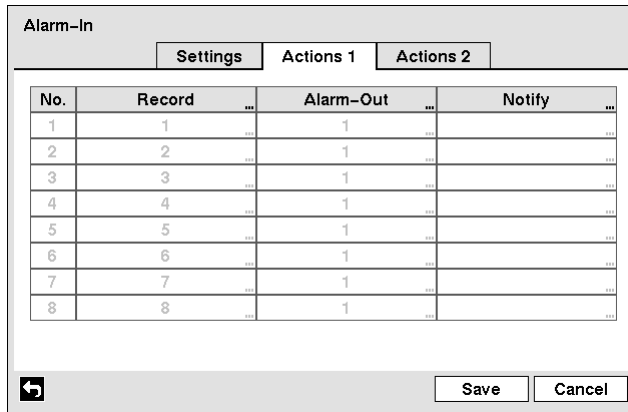 Alarm-In
Settings Actions 1 Actions 2
No. Record ... Alarm-Out ... Notify ...
1 1 ... 1 ... ...
2 2 ... 1 ... ...
3 3 ... 1 ... ...
4 4 ... 1 ... ...
5 5 ... 1 ... ...
6 6 ... 1 ... ...
7 7 ... 1 ... ...
8 8 ... 1 ... ...
Save Cancel